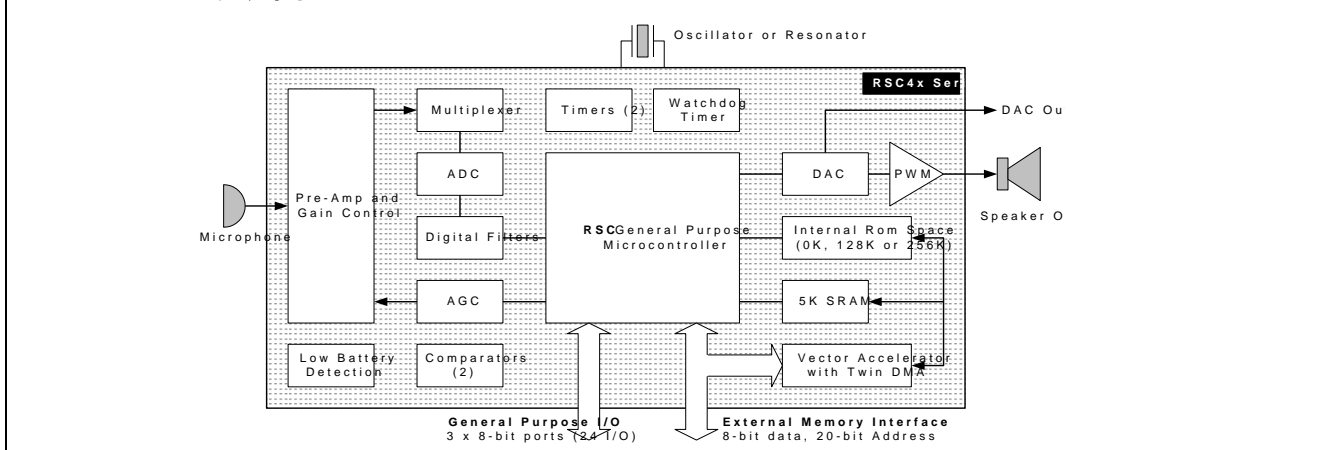 Oscillator or Resonator
RSC4x Ser
Multiplexer
Timers (2)
Watchdog
Timer
DAC Ou
ADC
DAC
PWM
Pre-Amp and
Gain Control
Microphone
Speaker O
Digital Filters
RSC General Purpose
Microcontroller
Internal Rom Space
(0K, 128K or 256K)
AGC
5K SRAM
Low Battery
Detection
Comparators
(2)
Vector Accelerator
with Twin DMA
General Purpose I/O
3 x 8-bit ports (24 I/O)
External Memory Interface
8-bit data, 20-bit Address